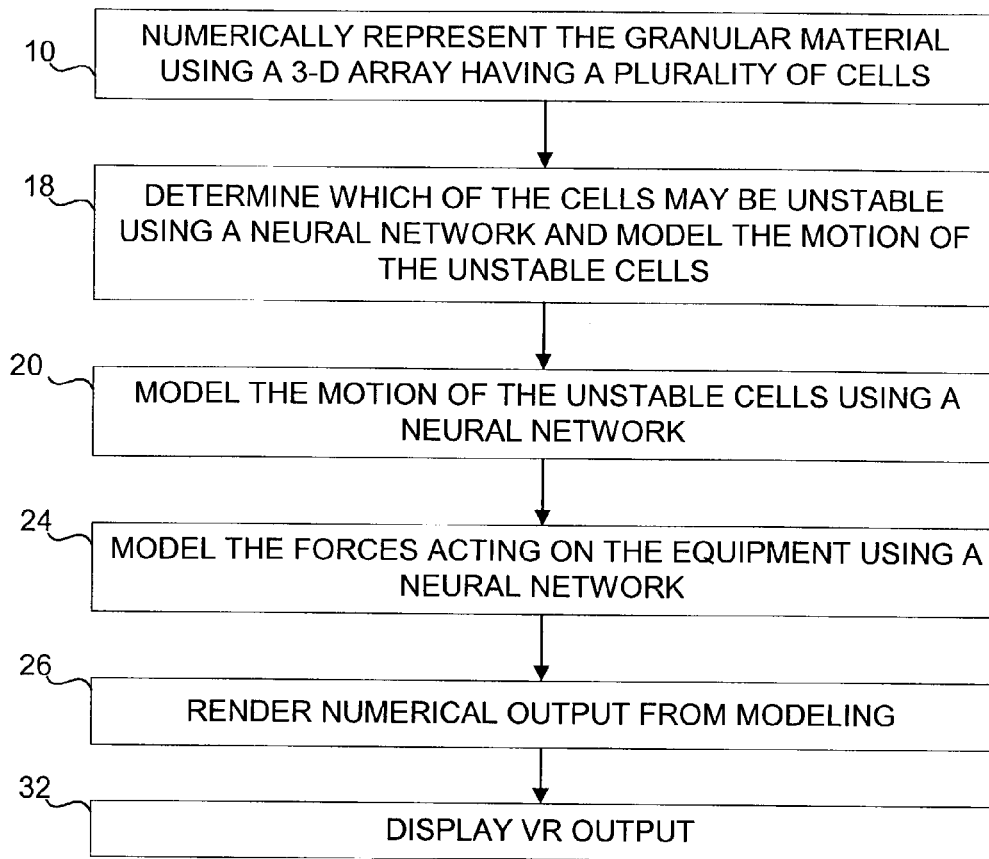 10
NUMERICALLY REPRESENT THE GRANULAR MATERIAL
USING A 3-D ARRAY HAVING A PLURALITY OF CELLS
18
DETERMINE WHICH OF THE CELLS MAY BE UNSTABLE
USING A NEURAL NETWORK AND MODEL THE MOTION OF
THE UNSTABLE CELLS
20
MODEL THE MOTION OF THE UNSTABLE CELLS USING A
NEURAL NETWORK
24
MODEL THE FORCES ACTING ON THE EQUIPMENT USING A
NEURAL NETWORK
26
RENDER NUMERICAL OUTPUT FROM MODELING
32
DISPLAY VR OUTPUT